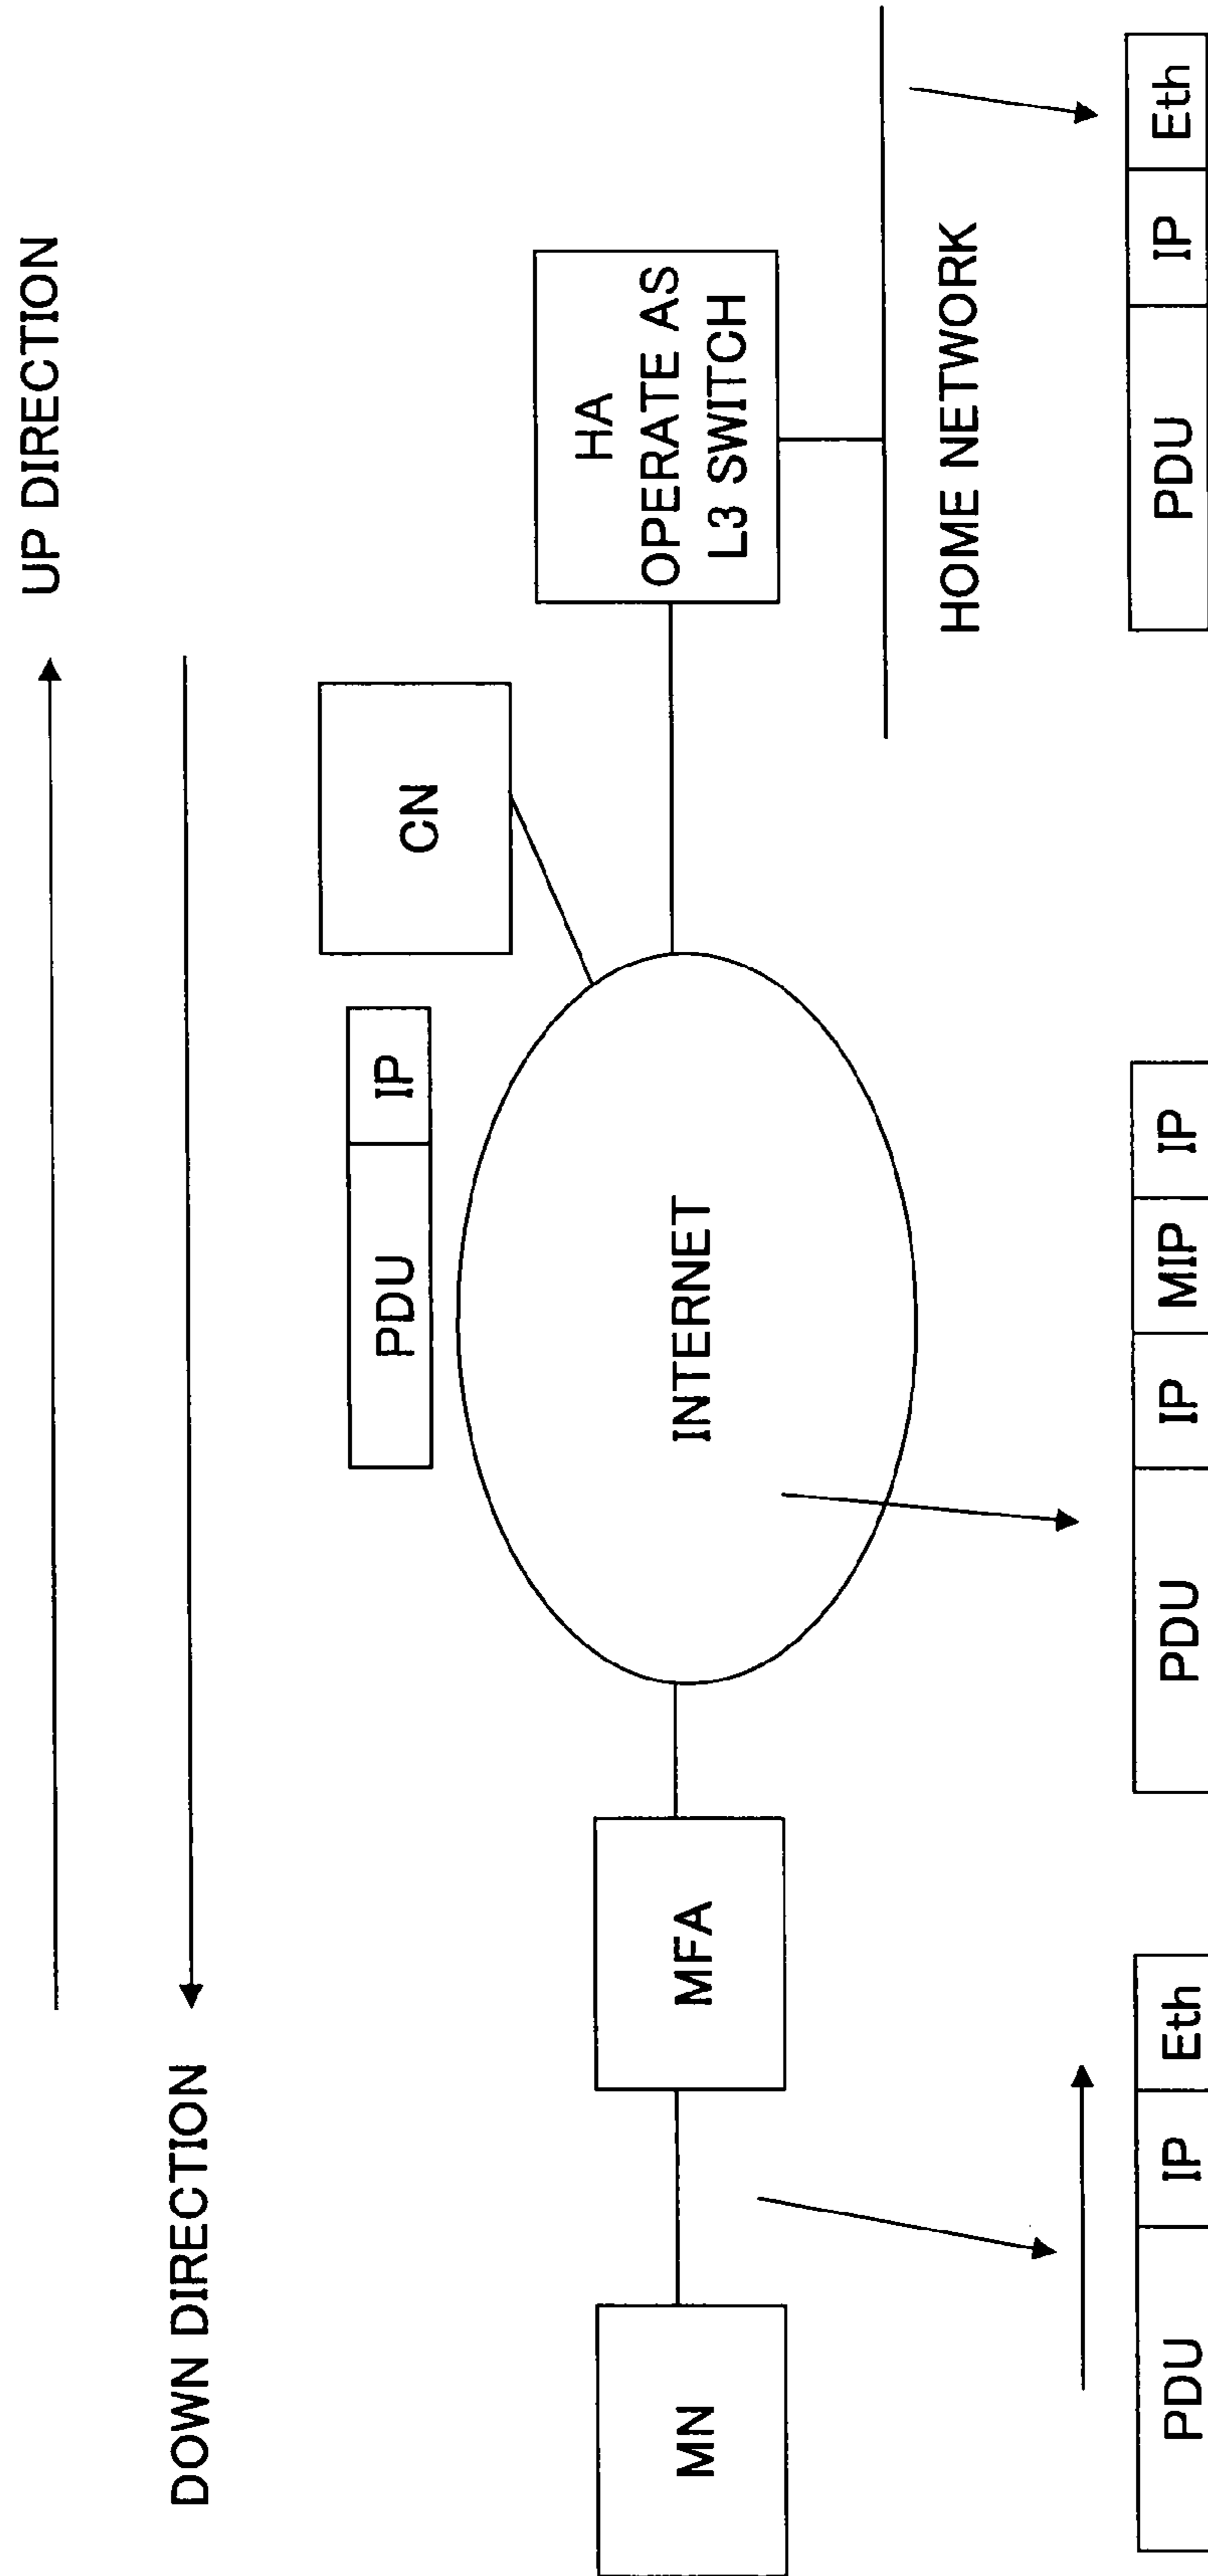 UP DIRECTION
DOWN DIRECTION
PDU IP
CN
MN
MFA
INTERNET
HA
OPERATE AS
L3 SWITCH
HOME NETWORK
PDU IP Eth
PDU IP MIP IP
PDU IP Eth